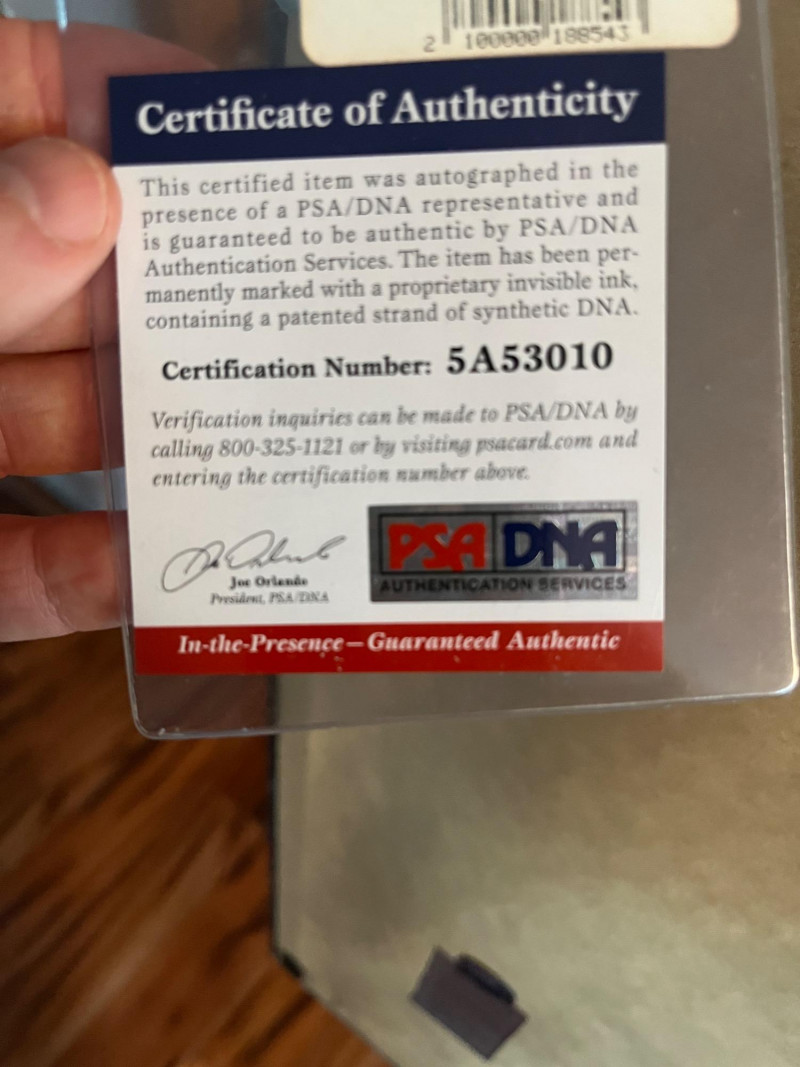 2 100000 188543
Certificate of Authenticity
This certified item was autographed in the
presence of a PSA/DNA representative and
is guaranteed to be authentic by PSA/DNA
Authentication Services. The item has been per-
manently marked with a proprietary invisible ink,
containing a patented strand of synthetic DNA.
Certification Number: 5A53010
Verification inquiries can be made to PSA/DNA by
calling 800-325-1121 or by visiting psacard.com and
entering the certification number above.
Joe Orlando
President, PSA/DNA
PSA DNA
AUTHENTICATION SERVICES
In-the-Presence—Guaranteed Authentic